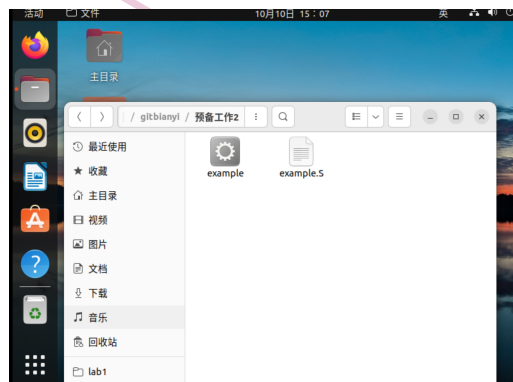 活动 文件 10月10日 15：07 英
主目录
/ gitbianyi / 预备工作2
最近使用
收藏
主目录
视频
图片
文档
下载
音乐
回收站
lab1
example example.S